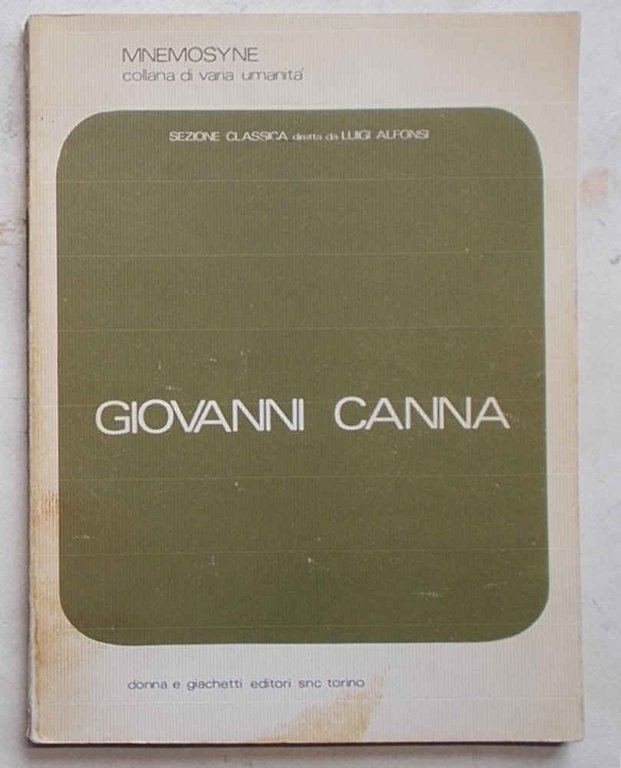 MNEMOSYNE
collana di varia umanita'
SEZIONE CLASSICA diretta da LUIGI ALFONSI
GIOVANNI CANNA
donna e giachetti editori snc torino